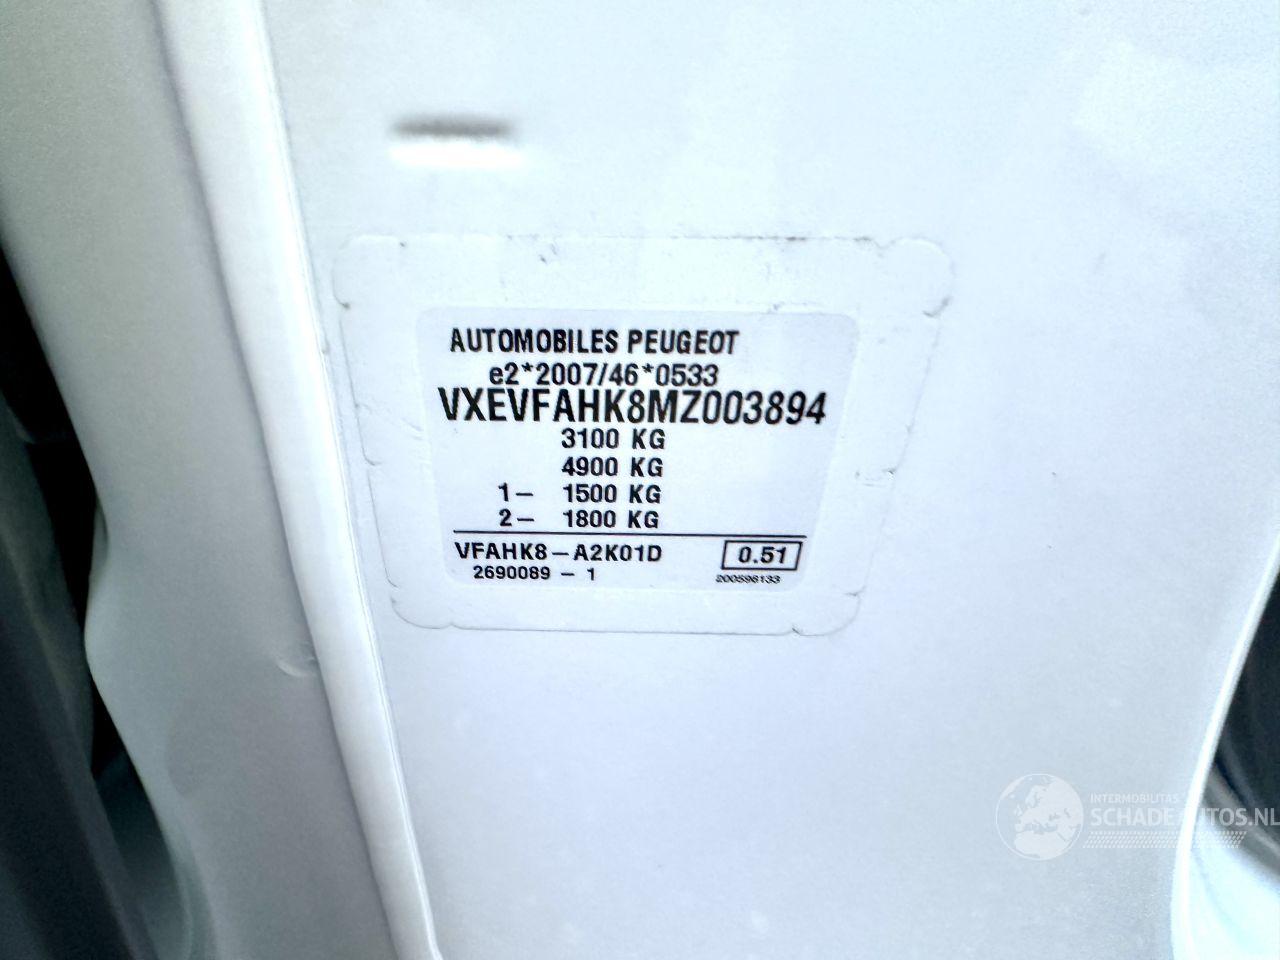 AUTOMOBILES PEUGEOT
e2*2007/46*0533
VXEVFAHK8MZ003894
3100 KG
4900 KG
1– 1500 KG
2– 1800 KG
VFAHK8–A2K01D 0.51
2690089 – 1 200596133
INTERMOBILITAS
SCHADEAUTOS.NL